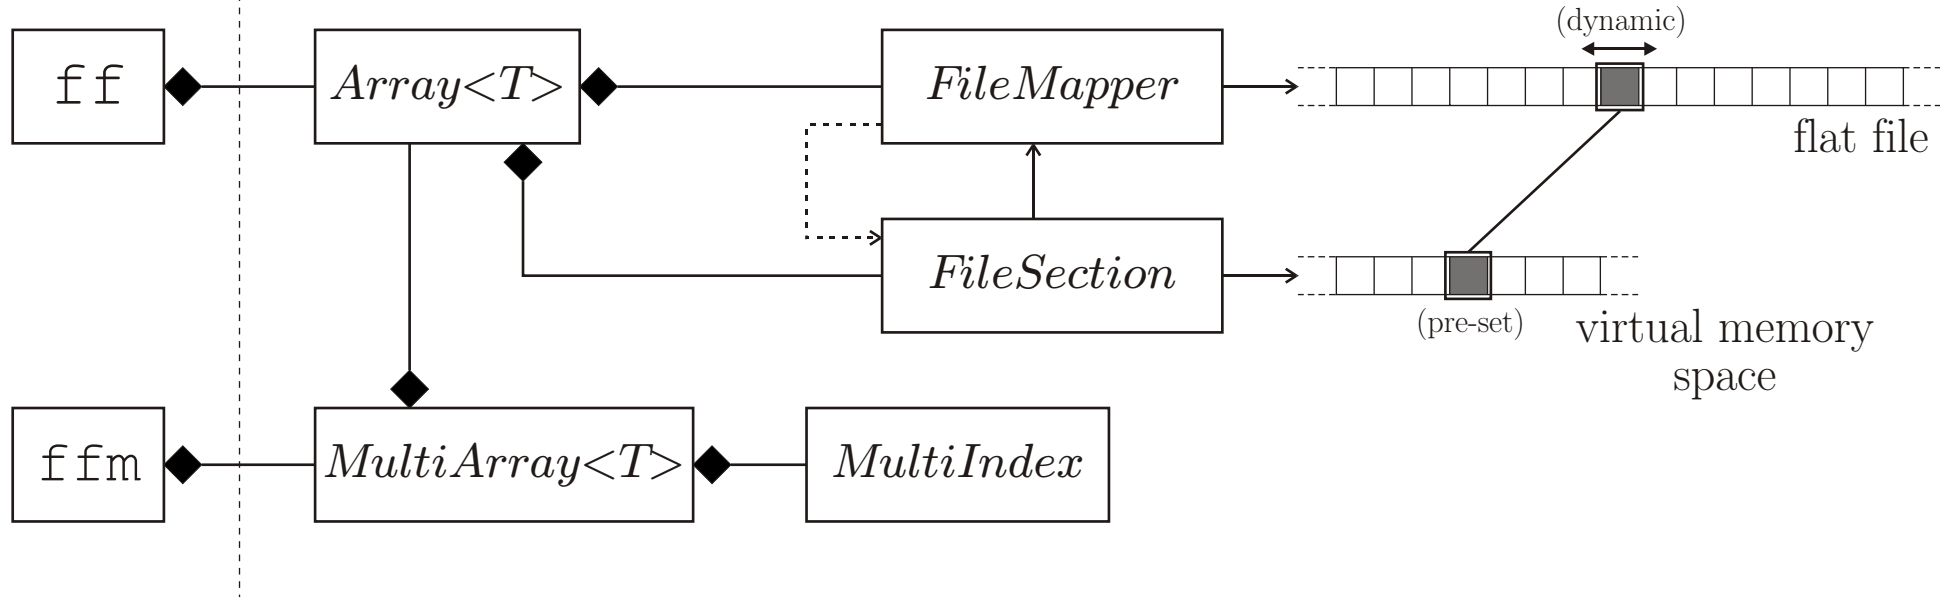 (dynamic)
ff
Array<T>
FileMapper
flat file
FileSection
(pre-set)
virtual memory
space
ffm
MultiArray<T>
MultiIndex